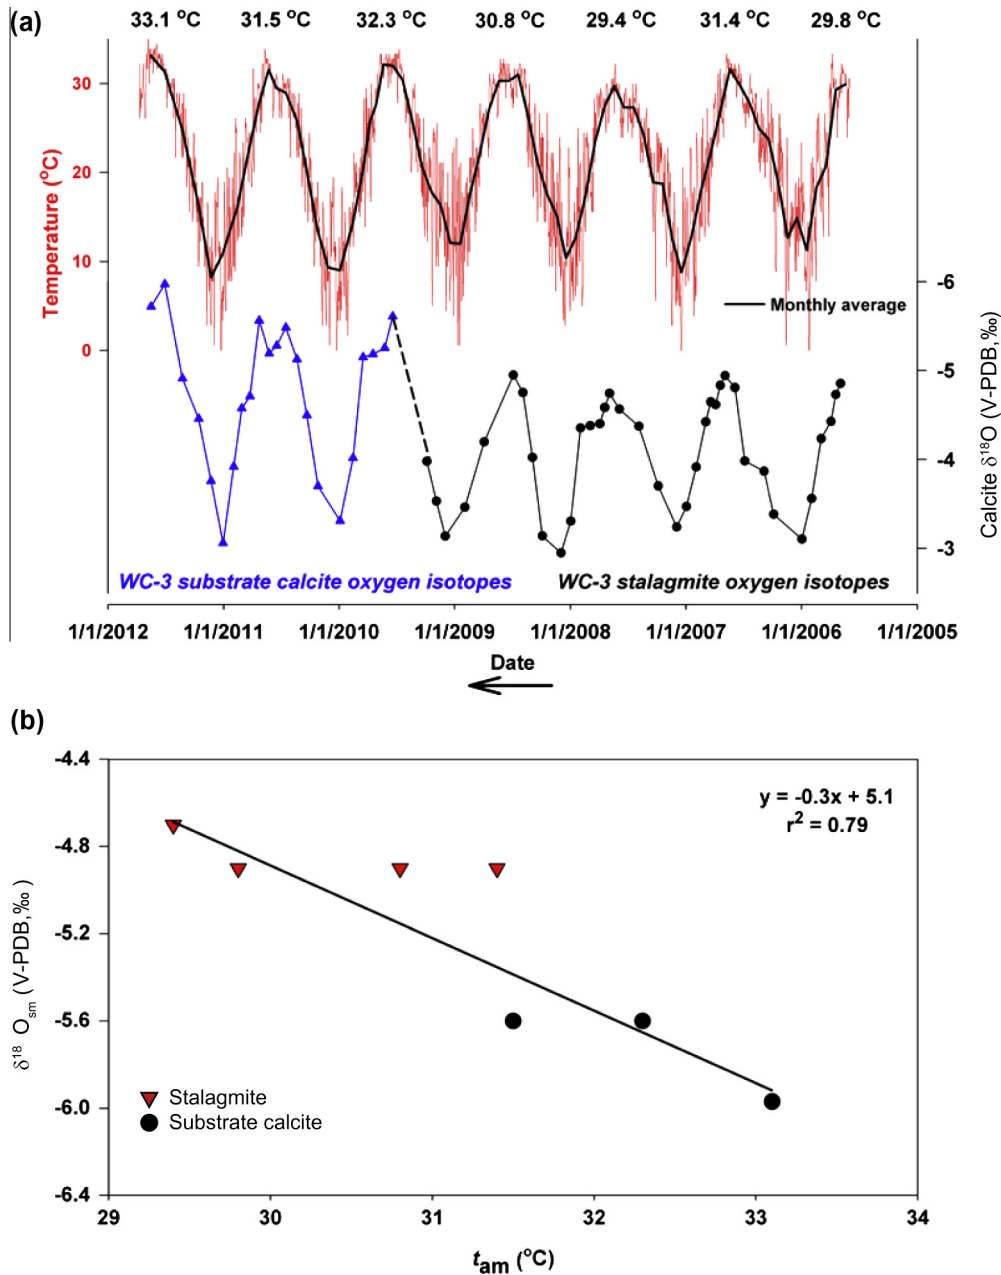 (a)
33.1 °C 31.5 °C 32.3 °C 30.8 °C 29.4 °C 31.4 °C 29.8 °C
30
20
10
0
Temperature (°C)
-6
-5
-4
-3
Calcite δ¹⁸O (V-PDB,‰)
Monthly average
WC-3 substrate calcite oxygen isotopes
WC-3 stalagmite oxygen isotopes
1/1/2012 1/1/2011 1/1/2010 1/1/2009 1/1/2008 1/1/2007 1/1/2006 1/1/2005
Date
(b)
-4.4
-4.8
-5.2
-5.6
-6.0
-6.4
δ¹⁸ Oₛₘ (V-PDB,‰)
y = -0.3x + 5.1
r² = 0.79
Stalagmite
Substrate calcite
29 30 31 32 33 34
tam (°C)